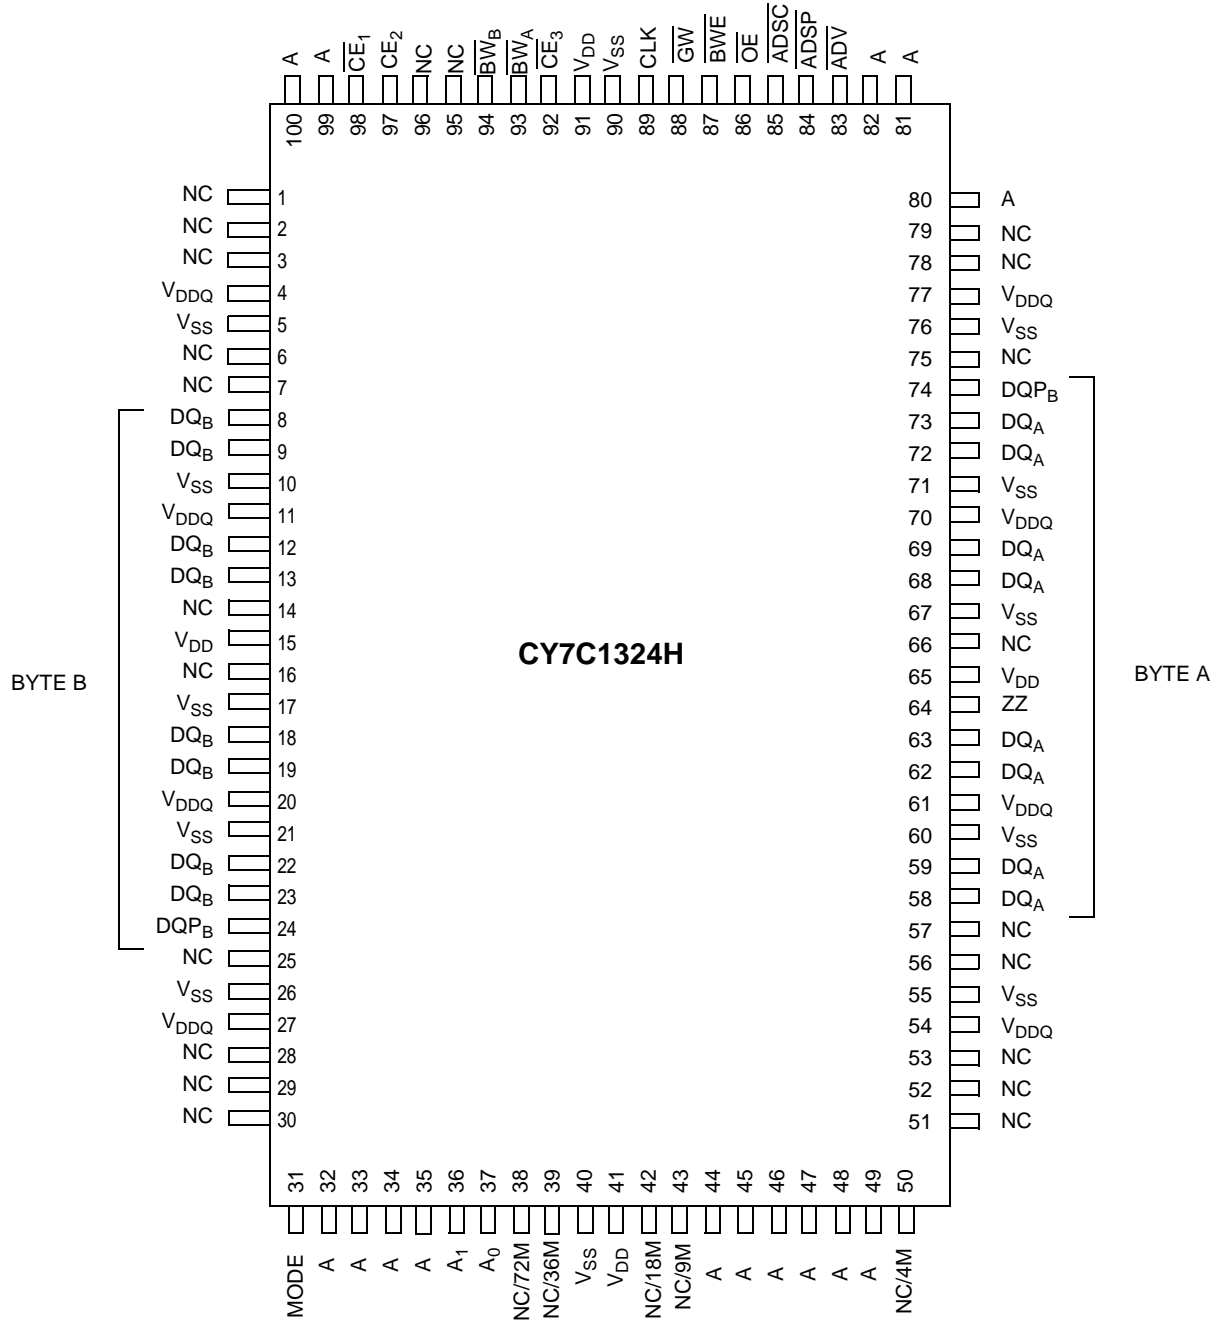 A A CE1 CE2 NC NC BWB BWA CE3 VDD VSS CLK GW BWE OE ADSC ADSP ADV A A
100 99 98 97 96 95 94 93 92 91 90 89 88 87 86 85 84 83 82 81
NC 1
NC 2
NC 3
VDDQ 4
VSS 5
NC 6
NC 7
DQB 8
DQB 9
VSS 10
VDDQ 11
DQB 12
DQB 13
NC 14
VDD 15
NC 16
VSS 17
DQB 18
DQB 19
VDDQ 20
VSS 21
DQB 22
DQB 23
DQPB 24
NC 25
VSS 26
VDDQ 27
NC 28
NC 29
NC 30
BYTE B
CY7C1324H
80 A
79 NC
78 NC
77 VDDQ
76 VSS
75 NC
74 DQPB
73 DQA
72 DQA
71 VSS
70 VDDQ
69 DQA
68 DQA
67 VSS
66 NC
65 VDD
64 ZZ
63 DQA
62 DQA
61 VDDQ
60 VSS
59 DQA
58 DQA
57 NC
56 NC
55 VSS
54 VDDQ
53 NC
52 NC
51 NC
BYTE A
31 32 33 34 35 36 37 38 39 40 41 42 43 44 45 46 47 48 49 50
MODE A A A A A1 A0 NC/72M NC/36M VSS VDD NC/18M NC/9M A A A A A A NC/4M